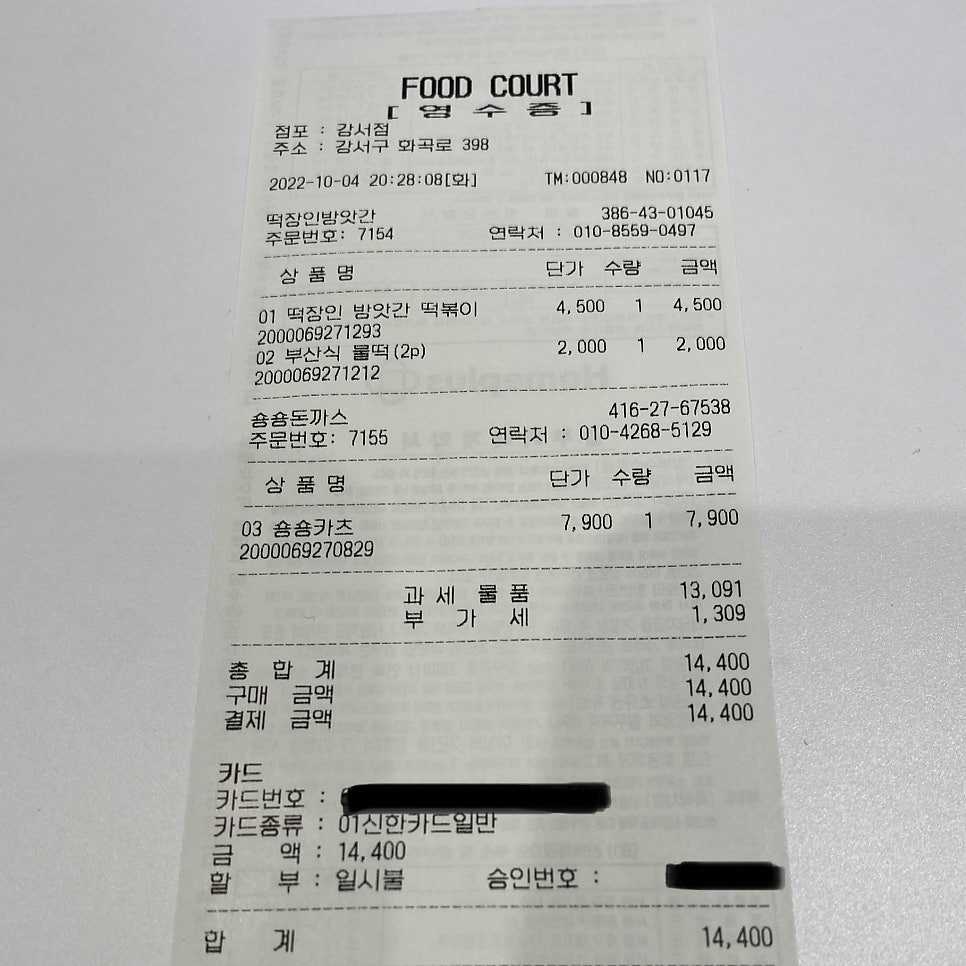 FOOD COURT
[ 영 수 증 ]
점포 : 강서점
주소 : 강서구 화곡로 398
2022-10-04 20:28:08[화] TM:000848 NO:0117
떡장인방앗간 386-43-01045
주문번호: 7154 연락처 : 010-8559-0497
상 품 명 단가 수량 금액
01 떡장인 방앗간 떡볶이 4,500 1 4,500
2000069271293
02 부산식 물떡(2p) 2,000 1 2,000
2000069271212
숑숑돈까스 416-27-67538
주문번호: 7155 연락처 : 010-4268-5129
상 품 명 단가 수량 금액
03 숑숑카츠 7,900 1 7,900
2000069270829
과 세 물 품 13,091
부 가 세 1,309
총 합 계 14,400
구매 금액 14,400
결제 금액 14,400
카드
카드번호 :
카드종류 : 01신한카드일반
금 액 : 14,400
할 부 : 일시불 승인번호 :
합 계 14,400